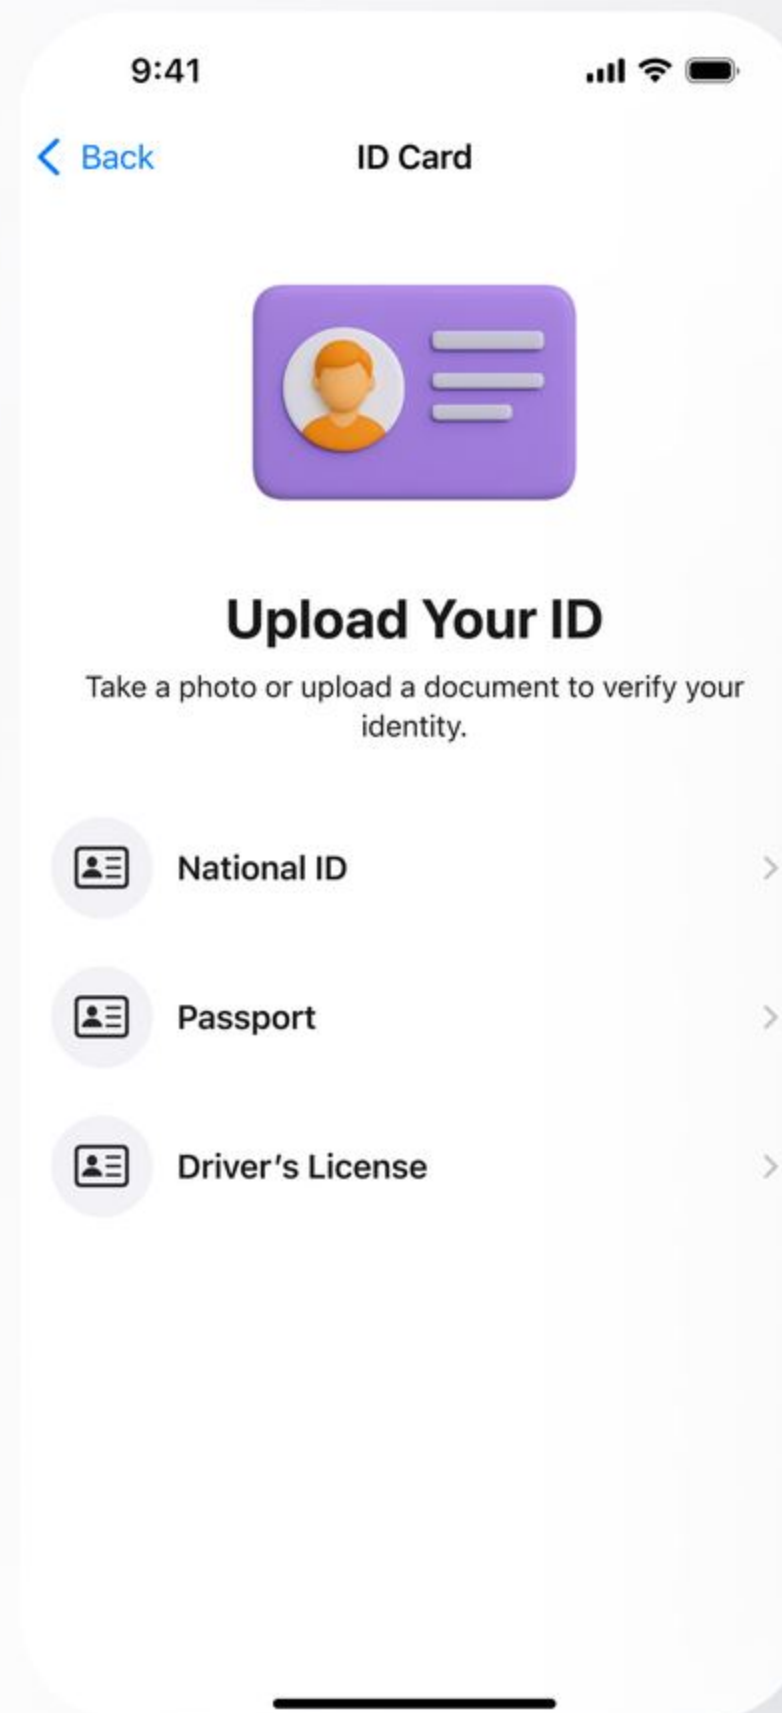 9:41
Back
ID Card
Upload Your ID
Take a photo or upload a document to verify your
identity.
National ID
Passport
Driver’s License